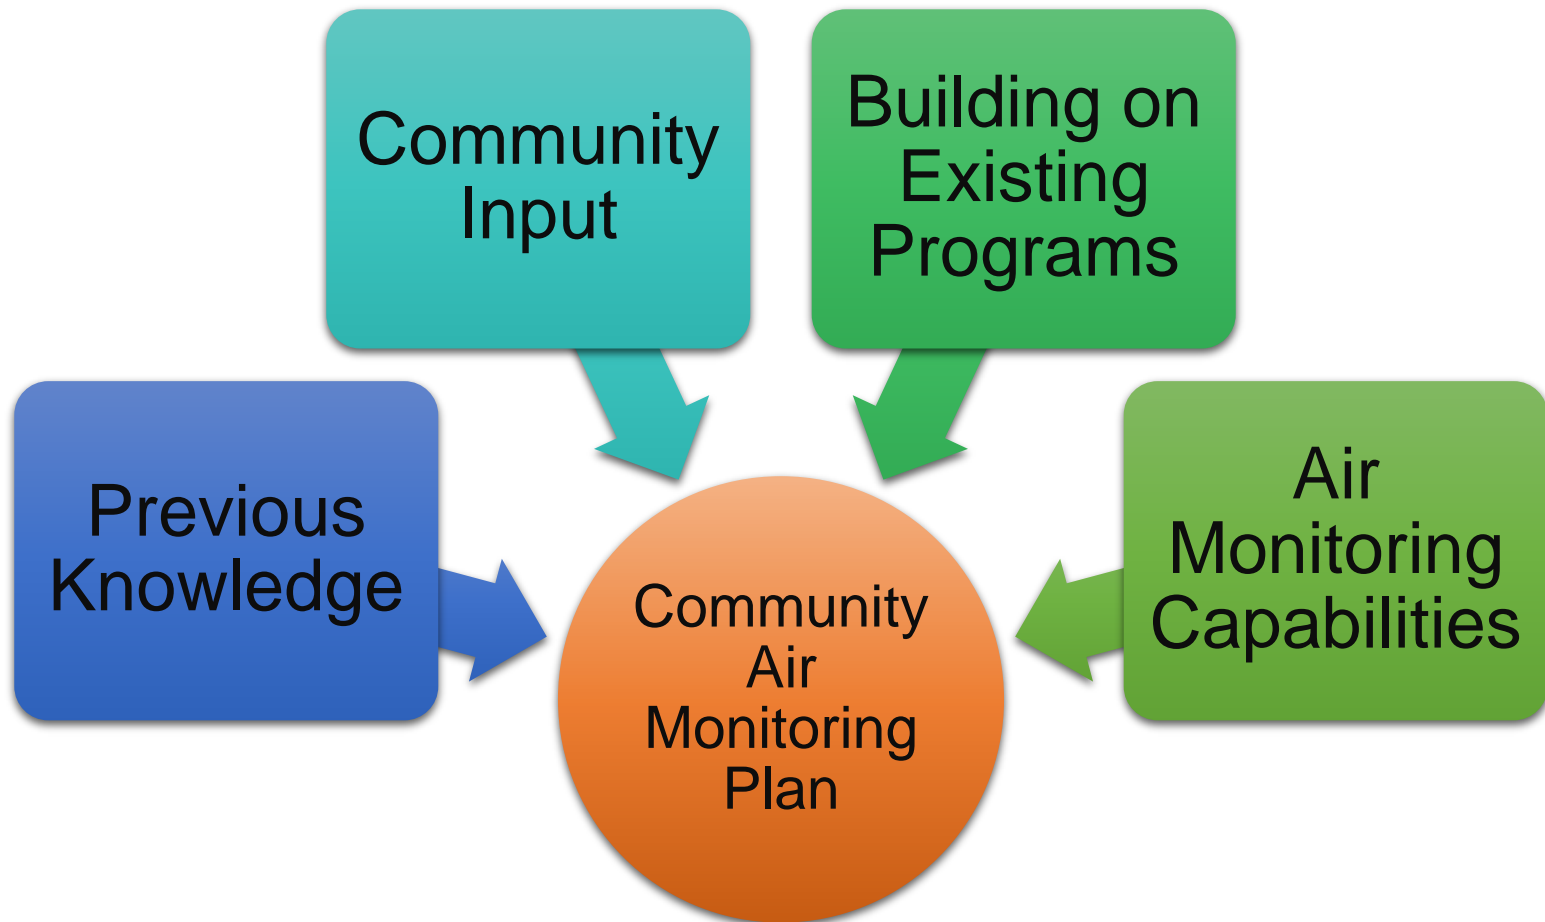 Community
Input
Building on
Existing
Programs
Previous
Knowledge
Air
Monitoring
Capabilities
Community
Air
Monitoring
Plan